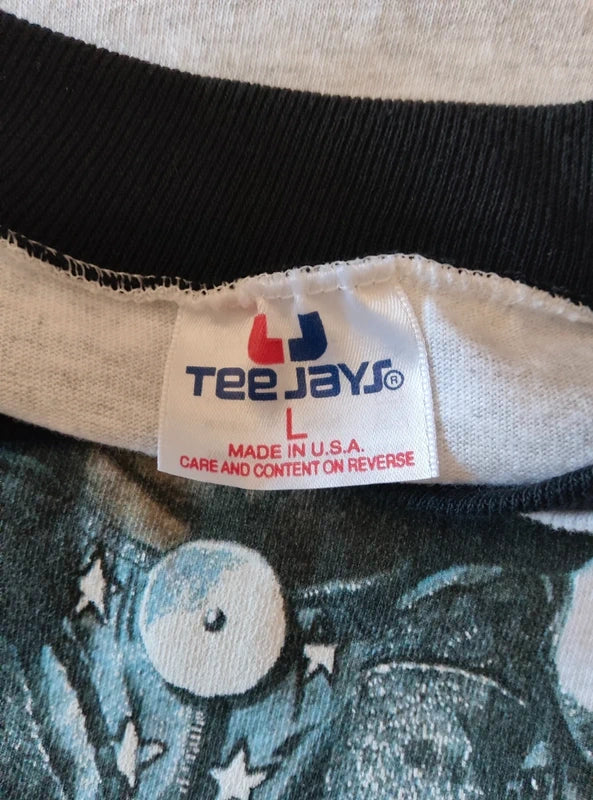 Tee Jays®
L
MADE IN U.S.A.
CARE AND CONTENT ON REVERSE